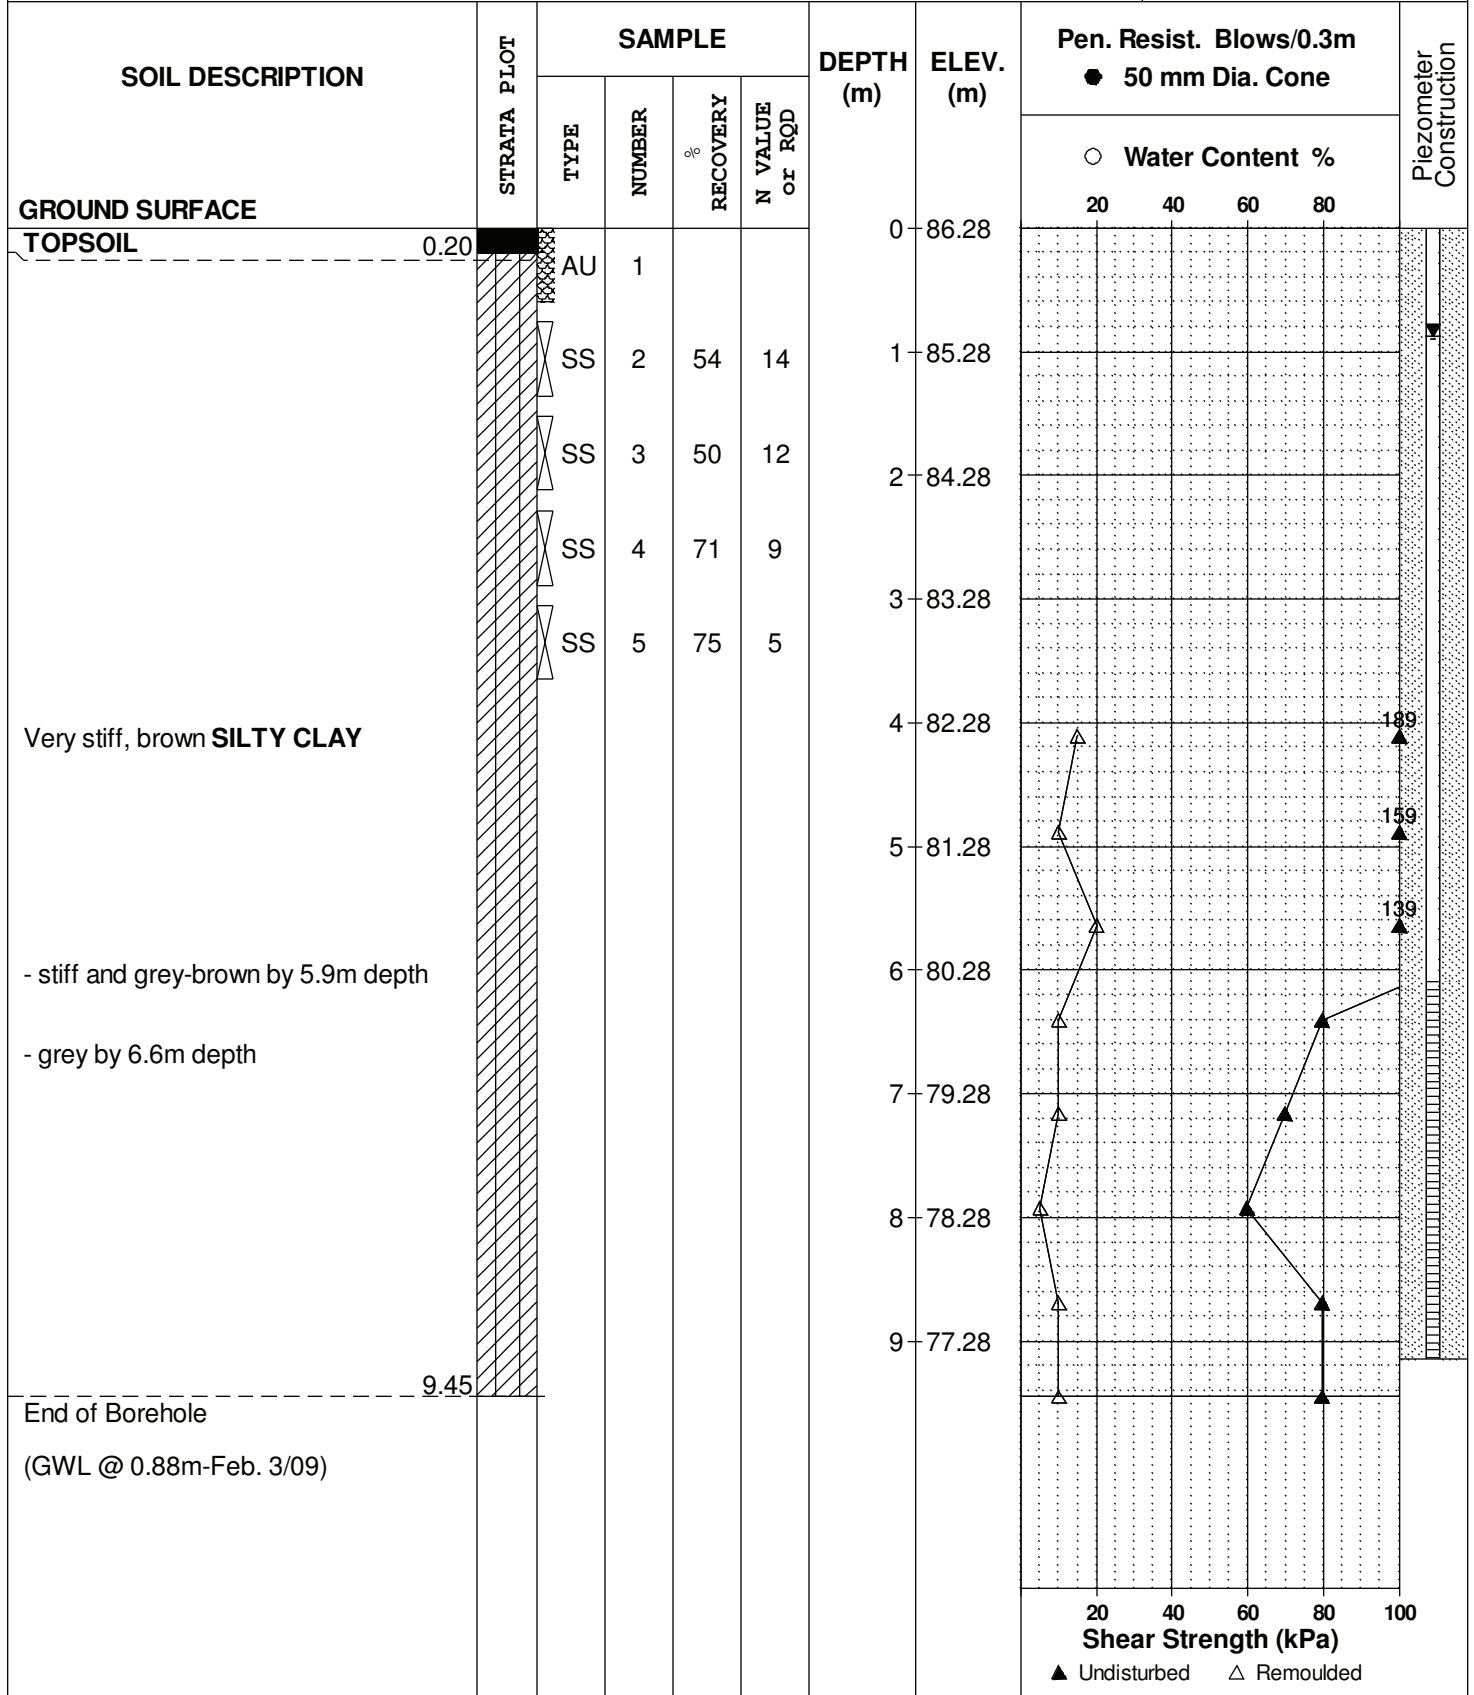 SOIL DESCRIPTION
GROUND SURFACE
STRATA PLOT
SAMPLE
TYPE
NUMBER
% RECOVERY
N VALUE or RQD
DEPTH (m)
ELEV. (m)
Pen. Resist. Blows/0.3m
● 50 mm Dia. Cone
○ Water Content %
20 40 60 80
Piezometer Construction
TOPSOIL 0.20
0 86.28
AU 1
SS 2 54 14
1 85.28
SS 3 50 12
2 84.28
SS 4 71 9
3 83.28
SS 5 75 5
4 82.28
189
Very stiff, brown SILTY CLAY
159
5 81.28
139
6 80.28
- stiff and grey-brown by 5.9m depth
- grey by 6.6m depth
7 79.28
8 78.28
9 77.28
9.45
End of Borehole
(GWL @ 0.88m-Feb. 3/09)
20 40 60 80 100
Shear Strength (kPa)
▲ Undisturbed △ Remoulded